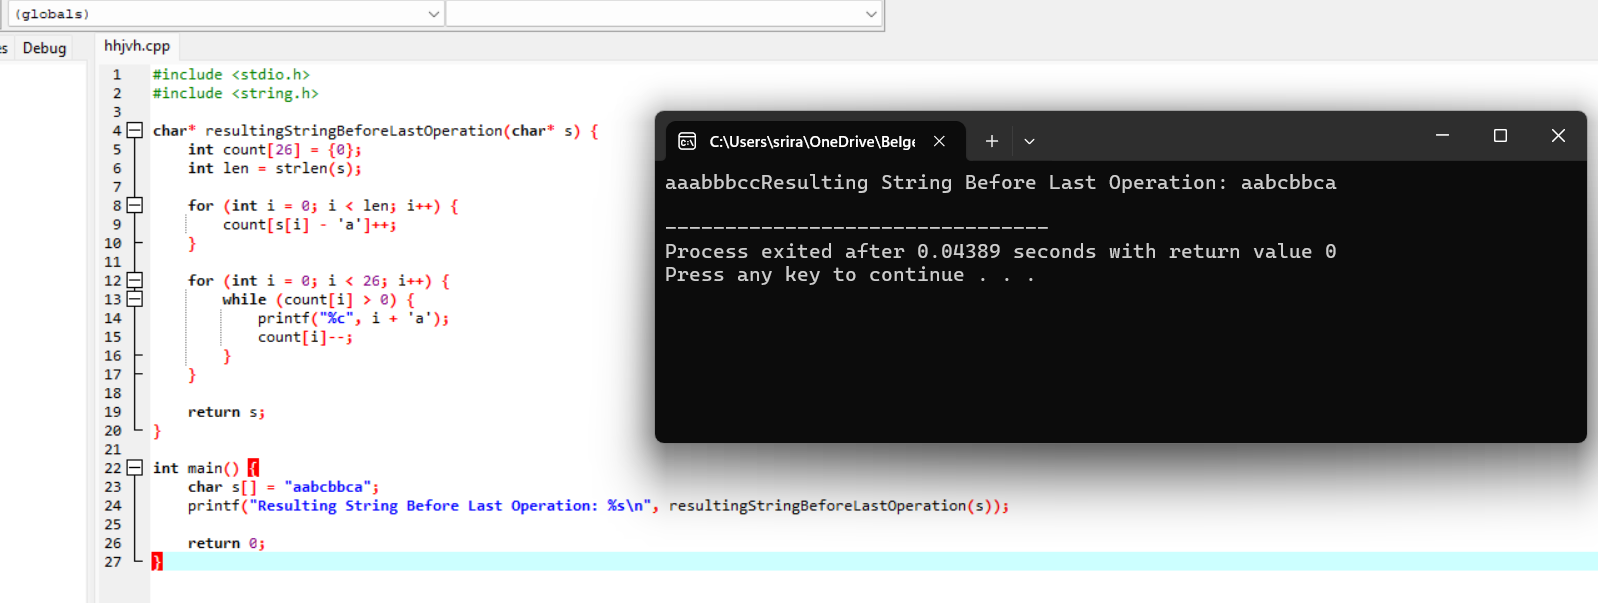 (globals)
es Debug hhjvh.cpp
1 #include <stdio.h>
2 #include <string.h>
3
4 char* resultingStringBeforeLastOperation(char* s) {
5 int count[26] = {0};
6 int len = strlen(s);
7
8 for (int i = 0; i < len; i++) {
9 count[s[i] - 'a']++;
10 }
11
12 for (int i = 0; i < 26; i++) {
13 while (count[i] > 0) {
14 printf("%c", i + 'a');
15 count[i]--;
16 }
17 }
18
19 return s;
20 }
21
22 int main() {
23 char s[] = "aabcbbca";
24 printf("Resulting String Before Last Operation: %s\n", resultingStringBeforeLastOperation(s));
25
26 return 0;
27 }
C:\Users\srira\OneDrive\Belge
aaabbbccResulting String Before Last Operation: aabcbbca
--------------------------------
Process exited after 0.04389 seconds with return value 0
Press any key to continue . . .